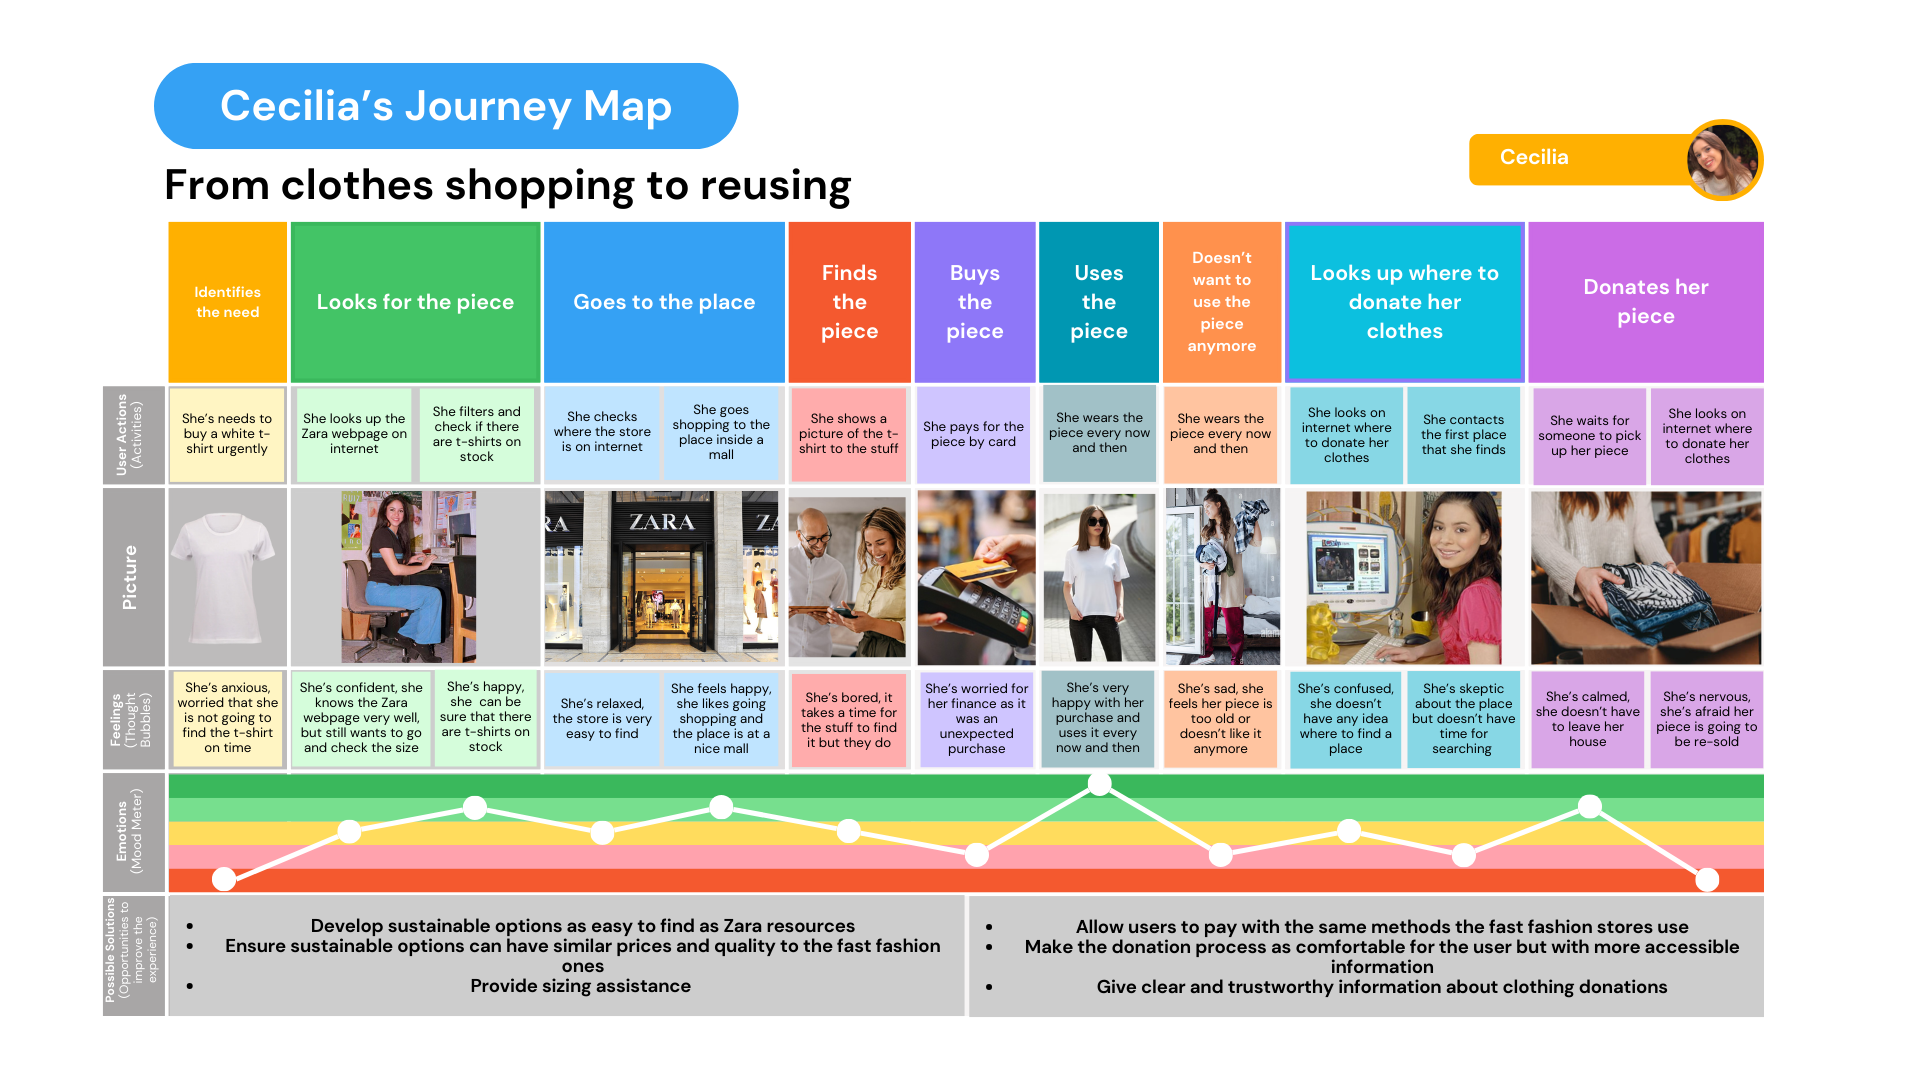 Cecilia’s Journey Map
Cecilia
From clothes shopping to reusing
Identifies
the need
Looks for the piece
Goes to the place
Finds
the
piece
Buys
the
piece
Uses
the
piece
Doesn’t
want to
use the
piece
anymore
Looks up where to
donate her
clothes
Donates her
piece
User Actions
(Activities)
She’s needs to
buy a white t-
shirt urgently
She looks up the
Zara webpage on
internet
She filters and
check if there
are t-shirts on
stock
She checks
where the store
is on internet
She goes
shopping to the
place inside a
mall
She shows a
picture of the t-
shirt to the stuff
She pays for the
piece by card
She wears the
piece every now
and then
She wears the
piece every now
and then
She looks on
internet where
to donate her
clothes
She contacts
the first place
that she finds
She waits for
someone to pick
up her piece
She looks on
internet where
to donate her
clothes
Picture
ZARA
Feelings
(Thought
Bubbles)
She’s anxious,
worried that she
is not going to
find the t-shirt
on time
She’s confident, she
knows the Zara
webpage very well,
but still wants to go
and check the size
She’s happy,
she can be
sure that there
are t-shirts on
stock
She’s relaxed,
the store is very
easy to find
She feels happy,
she likes going
shopping and
the place is at a
nice mall
She’s bored, it
takes a time for
the stuff to find
it but they do
She’s worried for
her finance as it
was an
unexpected
purchase
She’s very
happy with her
purchase and
uses it every
now and then
She’s sad, she
feels her piece is
too old or
doesn’t like it
anymore
She’s confused,
she doesn’t
have any idea
where to find a
place
She’s skeptic
about the place
but doesn’t have
time for
searching
She’s calmed,
she doesn’t have
to leave her
house
She’s nervous,
she’s afraid her
piece is going to
be re-sold
Emotions
(Mood Meter)
Possible Solutions
(Opportunities to
improve the
experience)
• Develop sustainable options as easy to find as Zara resources
• Ensure sustainable options can have similar prices and quality to the fast fashion
ones
• Provide sizing assistance
• Allow users to pay with the same methods the fast fashion stores use
• Make the donation process as comfortable for the user but with more accessible
information
• Give clear and trustworthy information about clothing donations